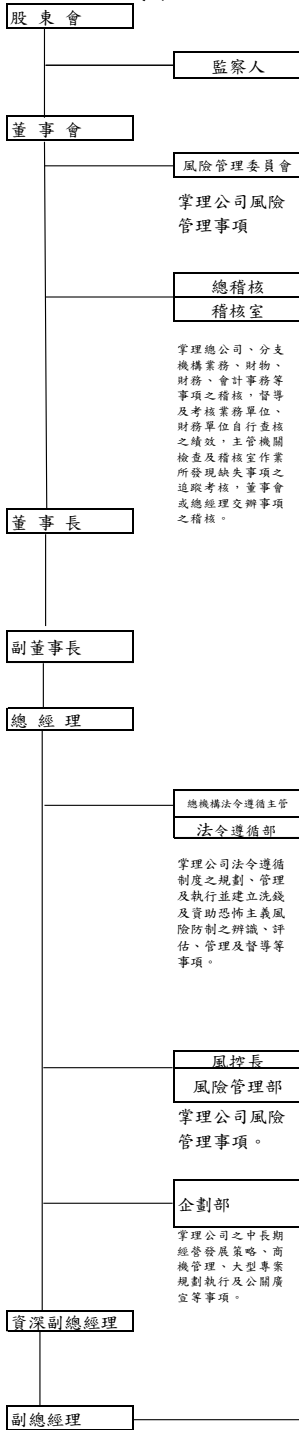 股東會
監察人
董事會
風險管理委員會
掌理公司風險
管理事項
總稽核
稽核室
掌理總公司、分支
機構業務、財物、
財務、會計事務等
事項之稽核，督導
及考核業務單位、
財務單位自行查核
之績效，主管機關
檢查及稽核室作業
所發現缺失事項之
追蹤考核，董事會
或總經理交辦事項
之稽核。
董事長
副董事長
總經理
總機構法令遵循主管
法令遵循部
掌理公司法令遵循
制度之規劃、管理
及執行並建立洗錢
及資助恐怖主義風
險防制之辨識、評
估、管理及督導等
事項。
風控長
風險管理部
掌理公司風險
管理事項。
企劃部
掌理公司之中長期
經營發展策略、商
機管理、大型專案
規劃執行及公關廣
宣等事項。
資深副總經理
副總經理